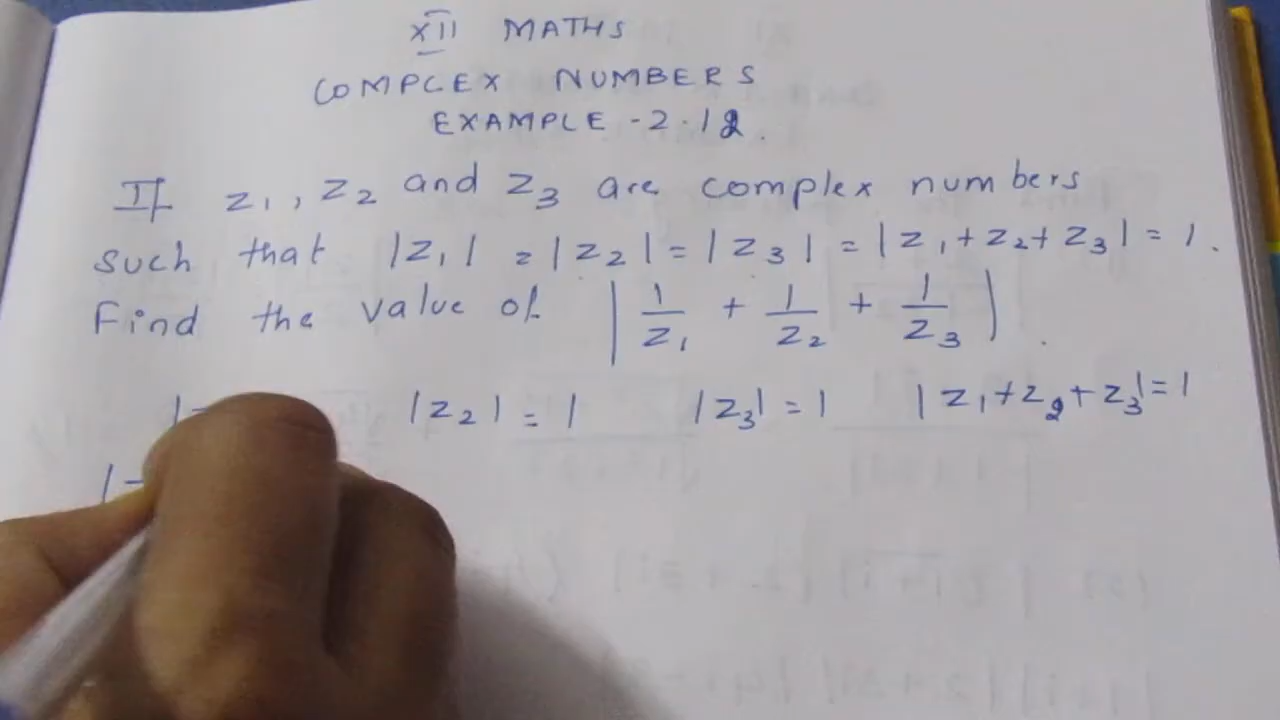 XII MATHS
COMPLEX NUMBERS
EXAMPLE - 2.12.
If z₁, z₂ and z₃ are complex numbers
such that |z₁| = |z₂| = |z₃| = |z₁ + z₂ + z₃| = 1.
Find the value of |1/z₁ + 1/z₂ + 1/z₃|.
|z₂| = 1 |z₃| = 1 |z₁ + z₂ + z₃| = 1